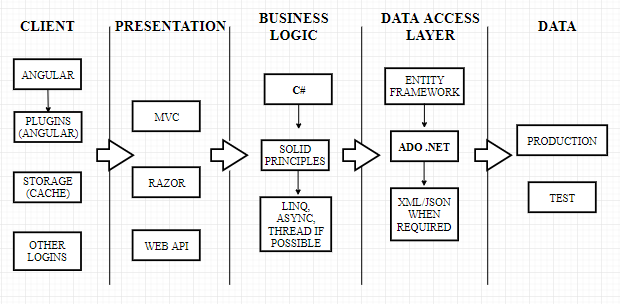 CLIENT
PRESENTATION
BUSINESS
LOGIC
DATA ACCESS
LAYER
DATA
ANGULAR
PLUGINS
(ANGULAR)
STORAGE
(CACHE)
OTHER
LOGINS
MVC
RAZOR
WEB API
C#
SOLID
PRINCIPLES
LINQ,
ASYNC,
THREAD IF
POSSIBLE
ENTITY
FRAMEWORK
ADO .NET
XML/JSON
WHEN
REQUIRED
PRODUCTION
TEST